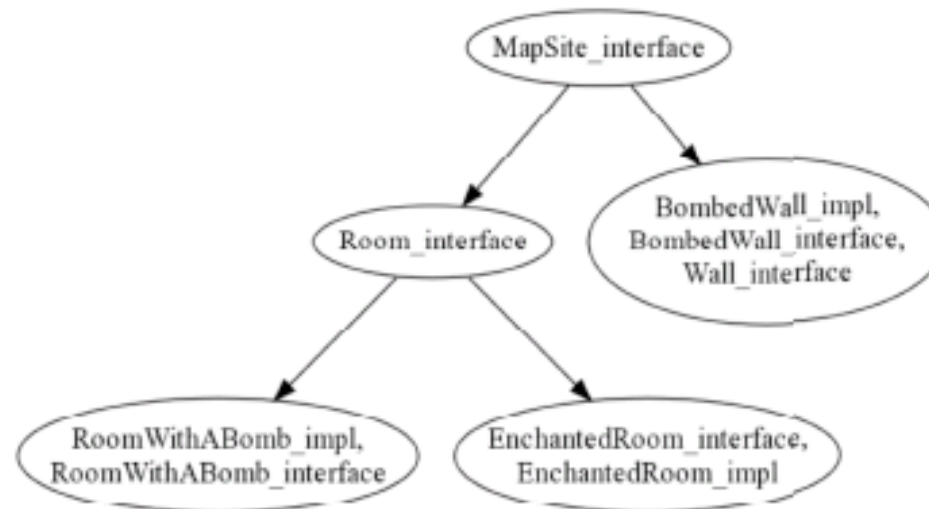 MapSite_interface
Room_interface
BombedWall_impl,
BombedWall_interface,
Wall_interface
RoomWithABomb_impl,
RoomWithABomb_interface
EnchantedRoom_interface,
EnchantedRoom_impl